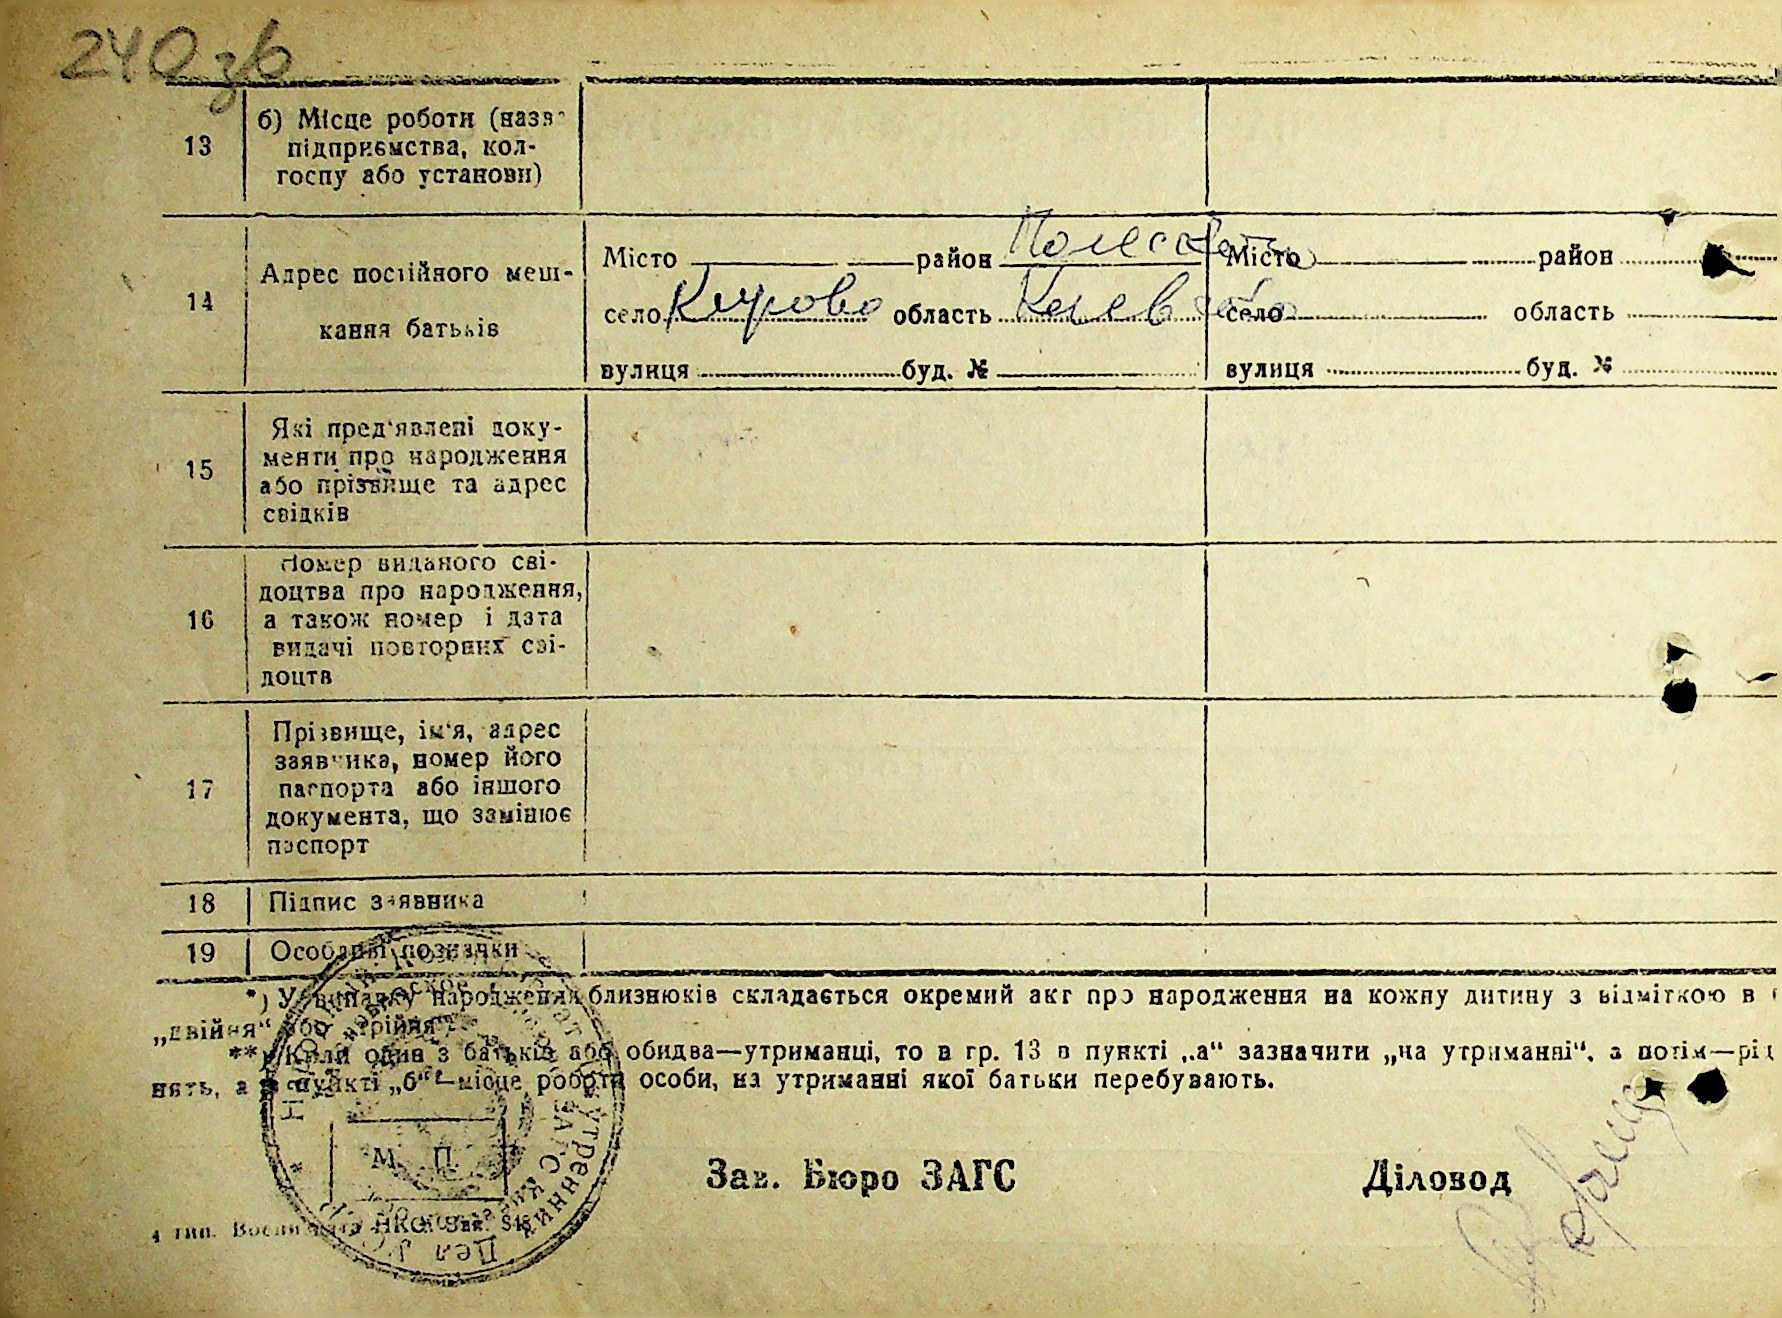 240 зв
13
б) Місце роботи (назва
підприємства, кол-
госпу або установи)
14
Адрес постійного меш-
кання батьків
Місто район
село Кирово область Киев
вулиця буд. №
Місто район
село область
вулиця буд. №
15
Які пред'явлені доку-
менти про народження
або прізвище та адрес
свідків
16
Номер виданого сві-
доцтва про народження,
а також номер і дата
видачі повторних сві-
доцтв
17
Прізвище, ім'я, адрес
заявника, номер його
паспорта або іншого
документа, що замінює
паспорт
18 Підпис заявника
19 Особливі позначки
*) У випадку народження близнюків складається окремий акт про народження на кожну дитину з відміткою в
„двійня" або „трійня".
**) Коли один з батьків або обидва—утриманці, то в гр. 13 в пункті „а" зазначити „на утриманні", а потім—рід
нять, а в пункті „б"—місце роботи особи, на утриманні якої батьки перебувають.
М. П.
Зав. Бюро ЗАГС Діловод